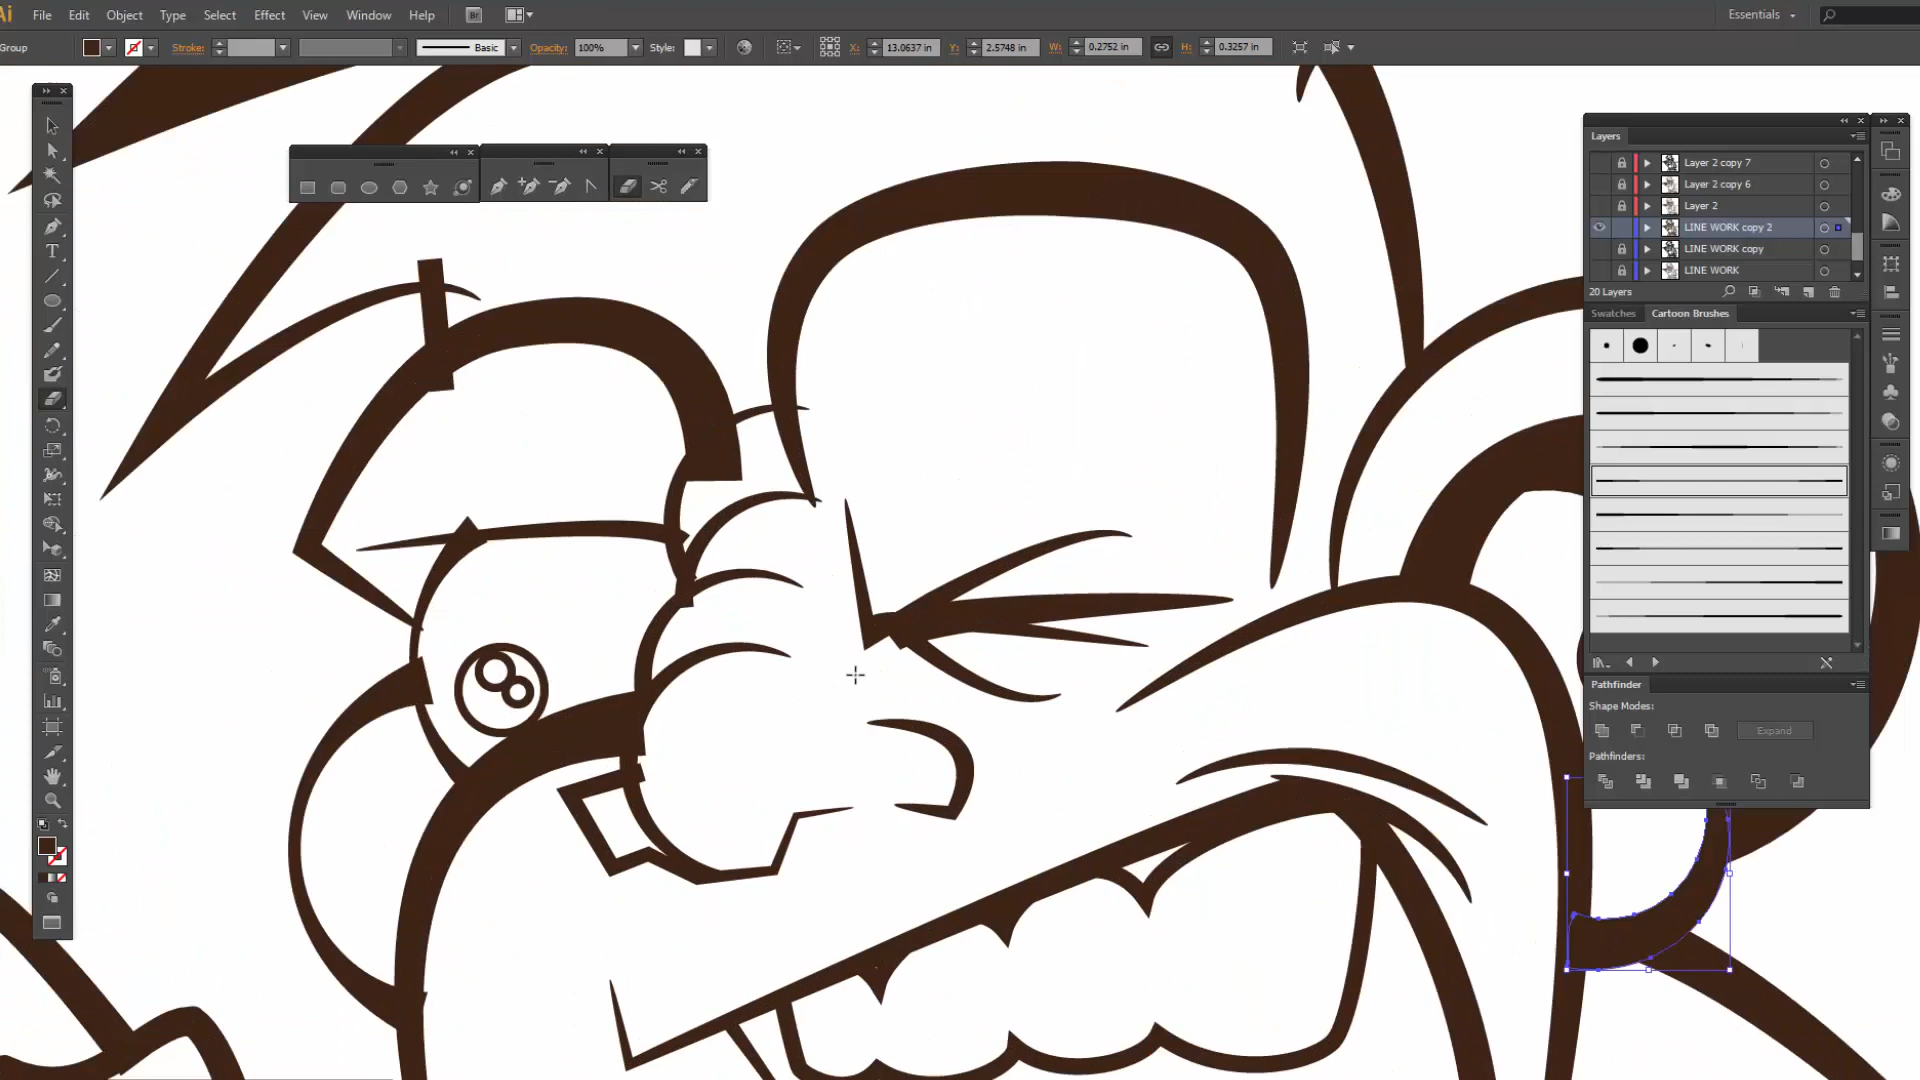 Ai File Edit Object Type Select Effect View Window Help Br Essentials
Group Stroke: Basic Opacity: 100% Style: X: 13.0637 in Y: 2.5748 in W: 0.2752 in H: 0.3257 in
Layers
Layer 2 copy 7
Layer 2 copy 6
Layer 2
LINE WORK copy 2
LINE WORK copy
LINE WORK
20 Layers
Swatches Cartoon Brushes
Pathfinder
Shape Modes:
Expand
Pathfinders: